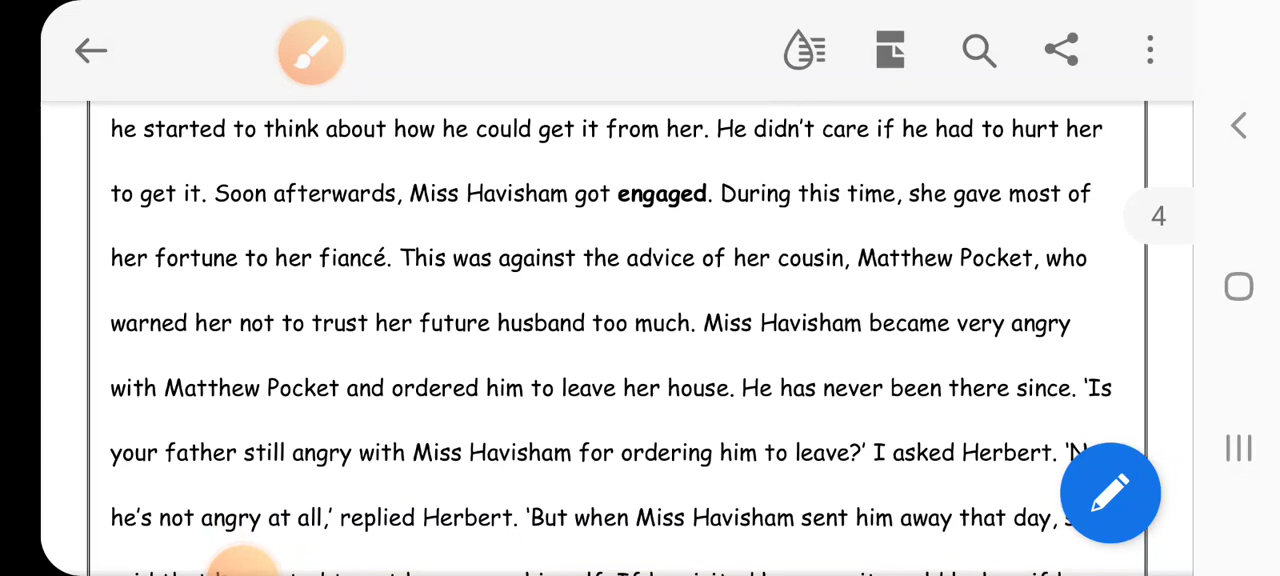 he started to think about how he could get it from her. He didn't care if he had to hurt her
to get it. Soon afterwards, Miss Havisham got engaged. During this time, she gave most of
4
her fortune to her fiancé. This was against the advice of her cousin, Matthew Pocket, who
warned her not to trust her future husband too much. Miss Havisham became very angry
with Matthew Pocket and ordered him to leave her house. He has never been there since. 'Is
your father still angry with Miss Havisham for ordering him to leave?' I asked Herbert.
he's not angry at all,' replied Herbert. 'But when Miss Havisham sent him away that day,